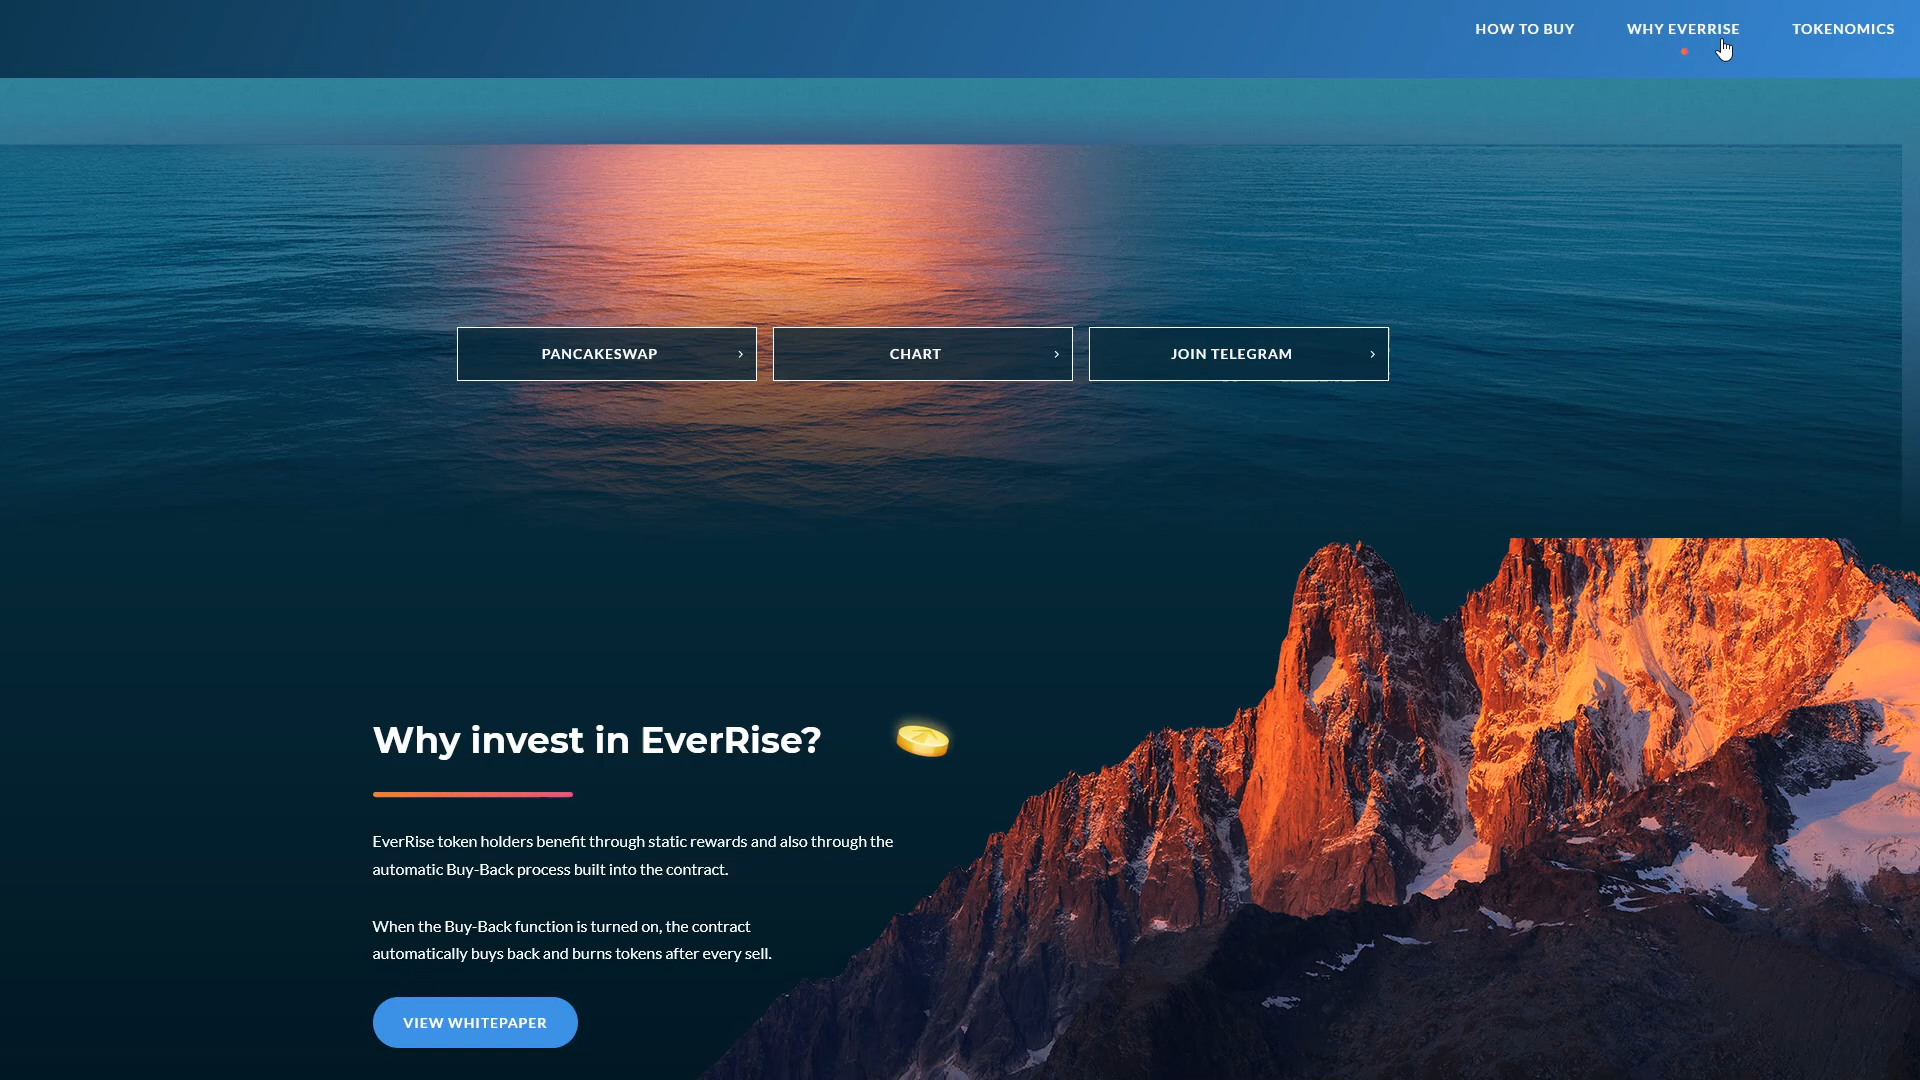 HOW TO BUY
WHY EVERRISE
TOKENOMICS
PANCAKESWAP
CHART
JOIN TELEGRAM
Why invest in EverRise?
EverRise token holders benefit through static rewards and also through the
automatic Buy-Back process built into the contract.
When the Buy-Back function is turned on, the contract
automatically buys back and burns tokens after every sell.
VIEW WHITEPAPER